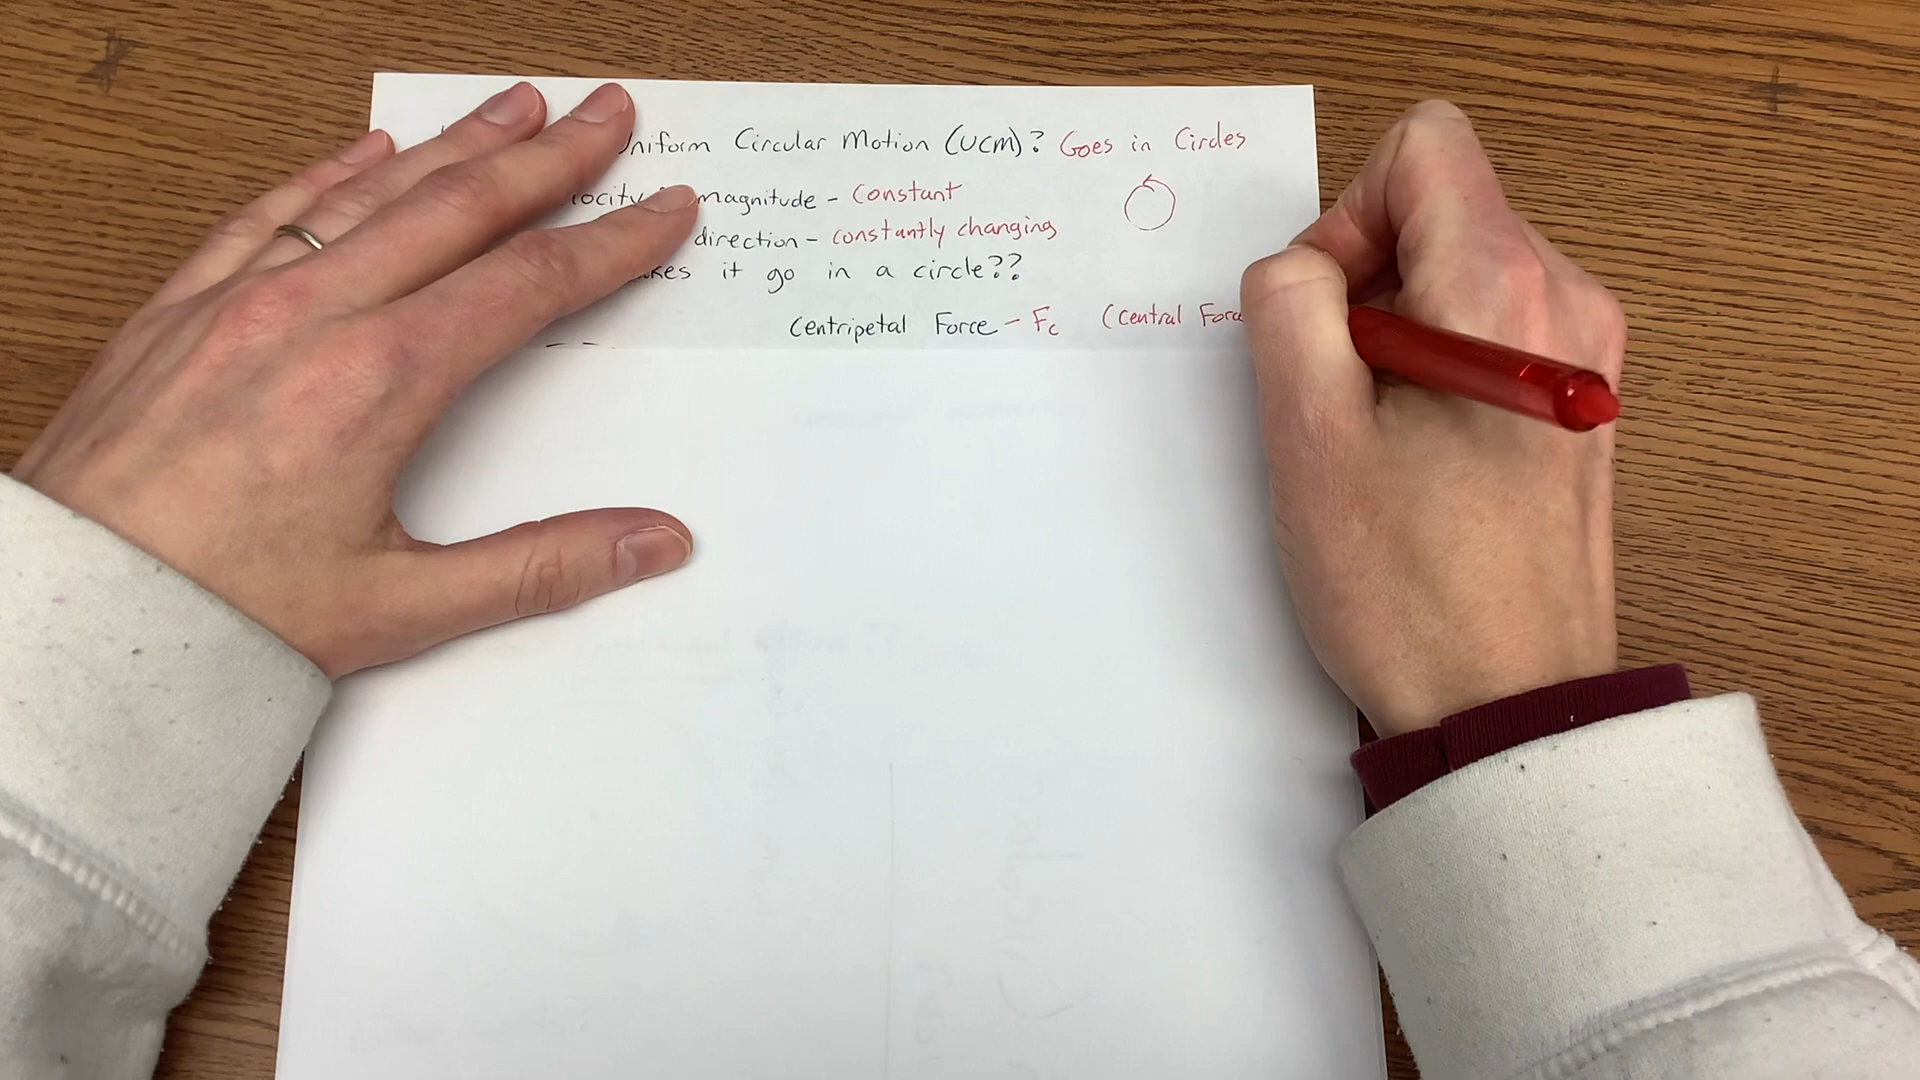 Uniform Circular Motion (UCM)? Goes in Circles
magnitude - Constant
direction - constantly changing
it go in a circle??
Centripetal Force - Fc (Central Force